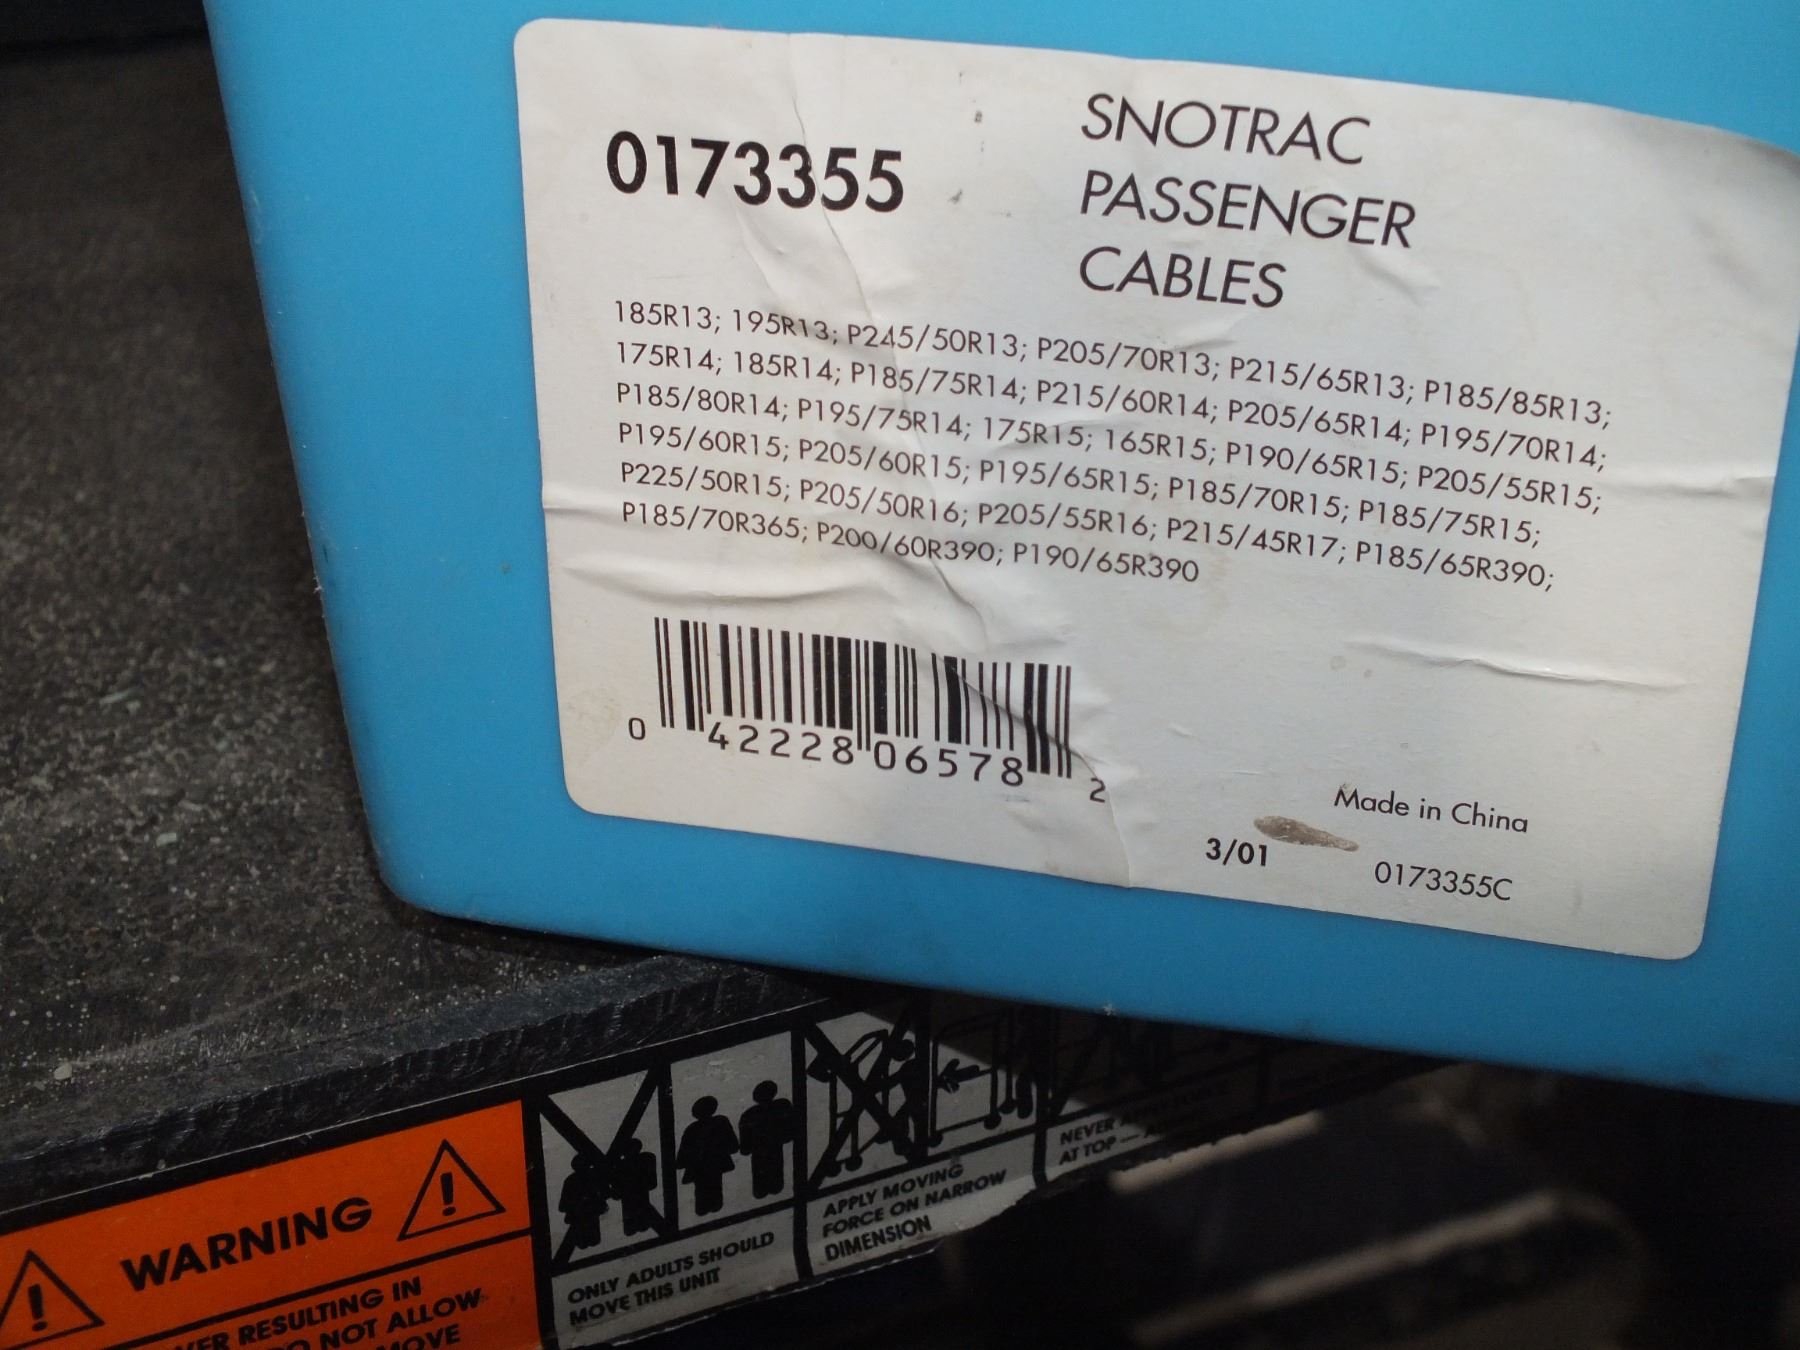 0173355
SNOTRAC
PASSENGER
CABLES
185R13; 195R13; P245/50R13; P205/70R13; P215/65R13; P185/85R13;
175R14; 185R14; P185/75R14; P215/60R14; P205/65R14; P195/70R14;
P185/80R14; P195/75R14; 175R15; 165R15; P190/65R15; P205/55R15;
P195/60R15; P205/60R15; P195/65R15; P185/70R15; P185/75R15;
P225/50R15; P205/50R16; P205/55R16; P215/45R17; P185/65R390;
P185/70R365; P200/60R390; P190/65R390
0 42228 06578 2
Made in China
3/01
0173355C
WARNING
RESULTING IN
NOT ALLOW
ONLY ADULTS SHOULD
MOVE THIS UNIT
APPLY MOVING
FORCE ON NARROW
DIMENSION
NEVER
AT TOP —